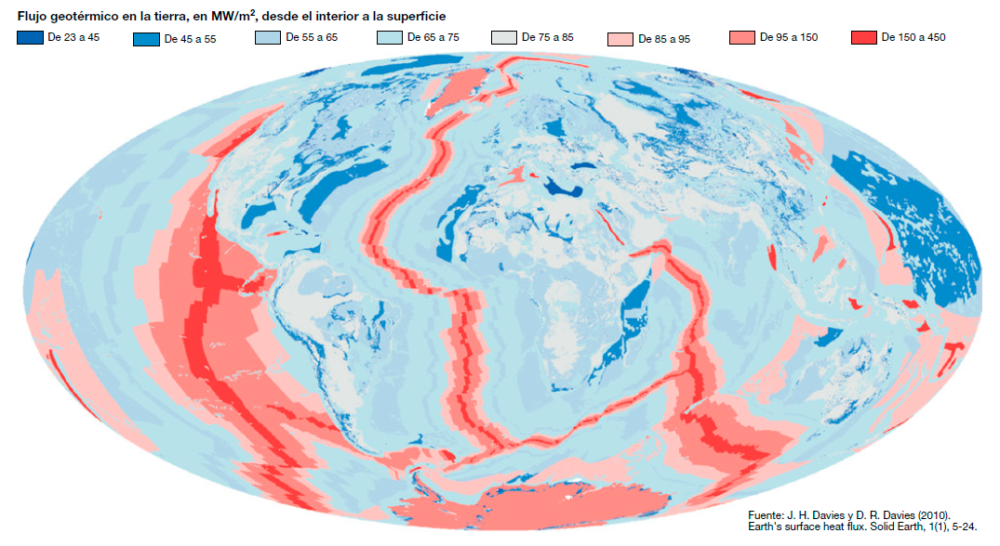 Flujo geotérmico en la tierra, en MW/m², desde el interior a la superficie
De 23 a 45 De 45 a 55 De 55 a 65 De 65 a 75 De 75 a 85 De 85 a 95 De 95 a 150 De 150 a 450
Fuente: J. H. Davies y D. R. Davies (2010).
Earth's surface heat flux. Solid Earth, 1(1), 5-24.